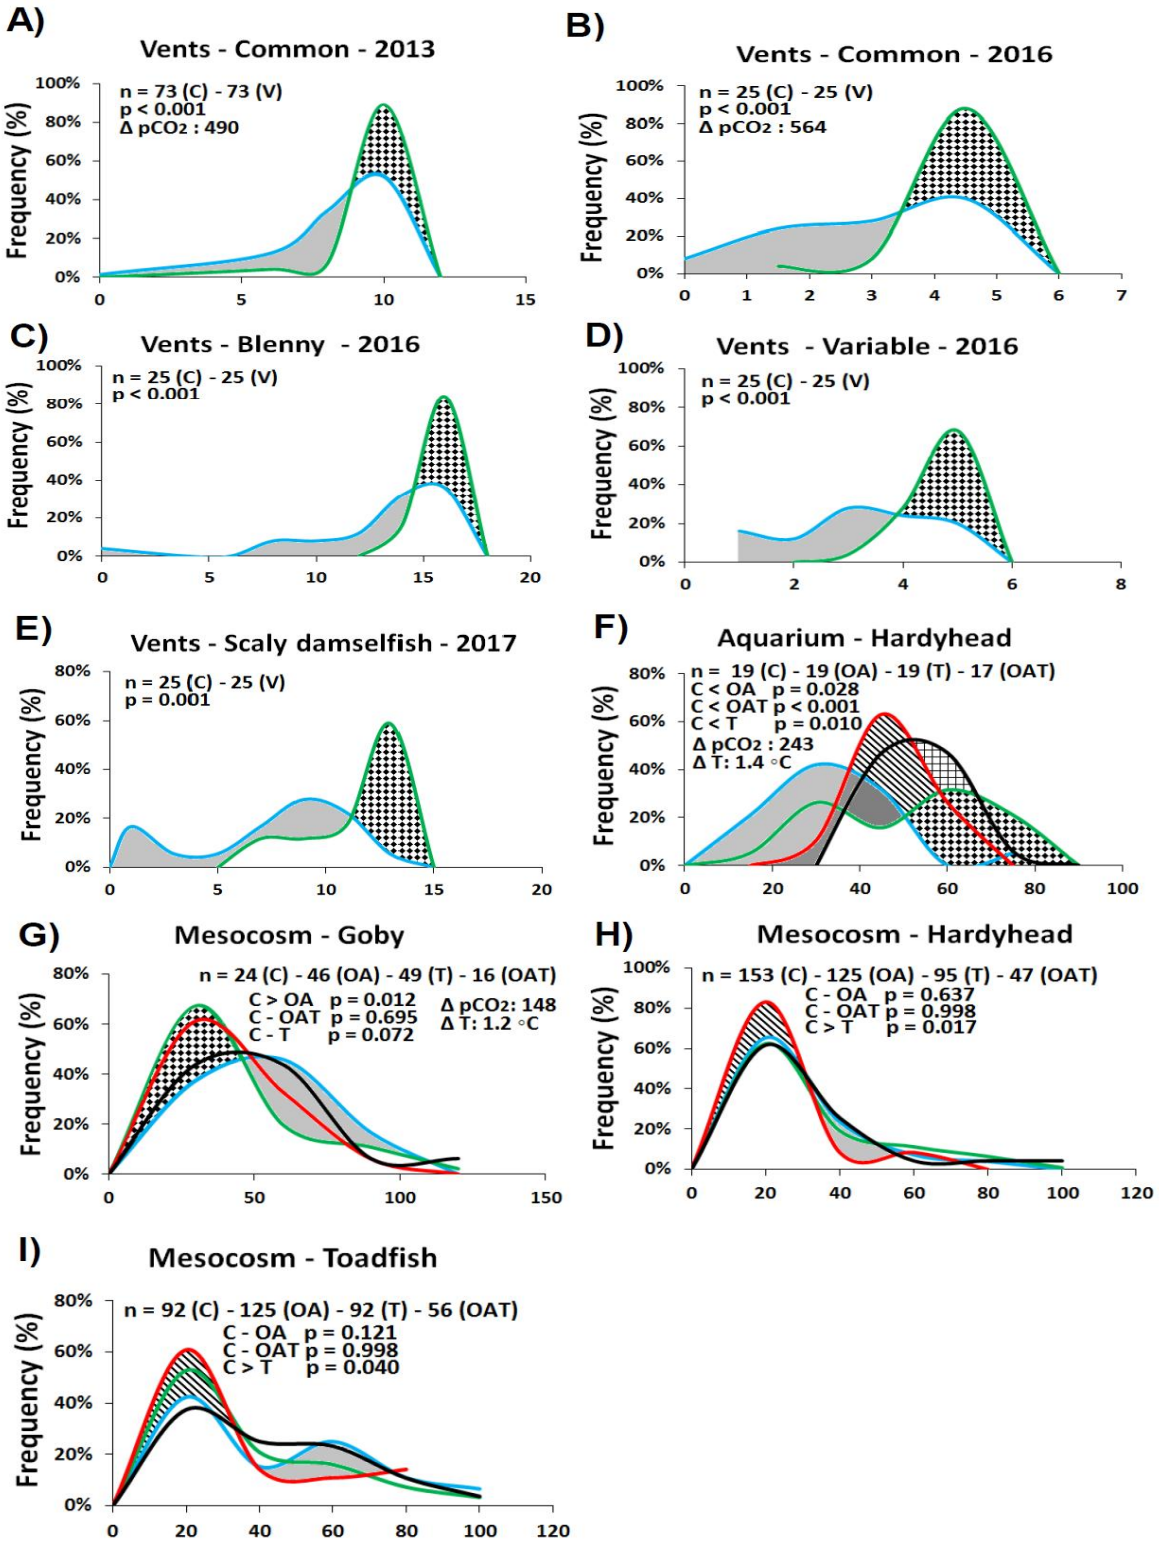 A)
Vents - Common - 2013
n = 73 (C) - 73 (V)
p < 0.001
Δ pCO₂ : 490
Frequency (%)
100%
80%
60%
40%
20%
0%
0 5 10 15
B)
Vents - Common - 2016
n = 25 (C) - 25 (V)
p < 0.001
Δ pCO₂ : 564
Frequency (%)
100%
80%
60%
40%
20%
0%
0 1 2 3 4 5 6 7
C)
Vents - Blenny - 2016
n = 25 (C) - 25 (V)
p < 0.001
Frequency (%)
100%
80%
60%
40%
20%
0%
0 5 10 15 20
D)
Vents - Variable - 2016
n = 25 (C) - 25 (V)
p < 0.001
Frequency (%)
100%
80%
60%
40%
20%
0%
0 2 4 6 8
E)
Vents - Scaly damselfish - 2017
n = 25 (C) - 25 (V)
p = 0.001
Frequency (%)
80%
60%
40%
20%
0%
0 5 10 15 20
F)
Aquarium - Hardyhead
n = 19 (C) - 19 (OA) - 19 (T) - 17 (OAT)
C < OA p = 0.028
C < OAT p < 0.001
C < T p = 0.010
Δ pCO₂ : 243
Δ T: 1.4 °C
Frequency (%)
80%
60%
40%
20%
0%
0 20 40 60 80 100
G)
Mesocosm - Goby
n = 24 (C) - 46 (OA) - 49 (T) - 16 (OAT)
C > OA p = 0.012
C - OAT p = 0.695
C - T p = 0.072
Δ pCO2: 148
Δ T: 1.2 °C
Frequency (%)
80%
60%
40%
20%
0%
0 50 100 150
H)
Mesocosm - Hardyhead
n = 153 (C) - 125 (OA) - 95 (T) - 47 (OAT)
C - OA p = 0.637
C - OAT p = 0.998
C > T p = 0.017
Frequency (%)
100%
80%
60%
40%
20%
0%
0 20 40 60 80 100 120
I)
Mesocosm - Toadfish
n = 92 (C) - 125 (OA) - 92 (T) - 56 (OAT)
C - OA p = 0.121
C - OAT p = 0.998
C > T p = 0.040
Frequency (%)
80%
60%
40%
20%
0%
0 20 40 60 80 100 120